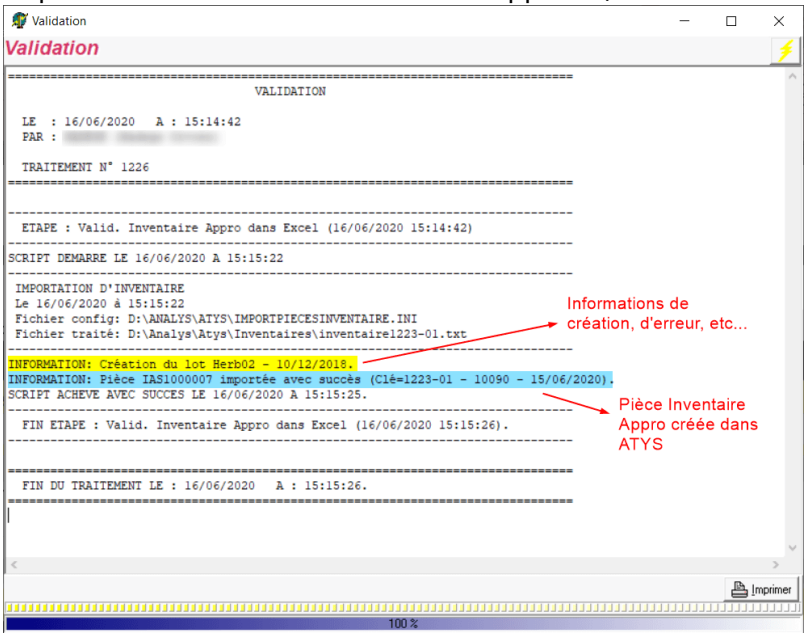 Validation
Validation
VALIDATION
LE : 16/06/2020 A : 15:14:42
PAR :
TRAITEMENT N° 1226
ETAPE : Valid. Inventaire Appro dans Excel (16/06/2020 15:14:42)
SCRIPT DEMARRE LE 16/06/2020 A 15:15:22
IMPORTATION D'INVENTAIRE
Le 16/06/2020 à 15:15:22
Fichier config: D:\ANALYS\ATYS\IMPORTPIECESINVENTAIRE.INI
Fichier traité: D:\Analys\Atys\Inventaires\inventaire1223-01.txt
Informations de
création, d'erreur, etc...
INFORMATION: Création du lot Herb02 - 10/12/2018.
INFORMATION: Pièce IAS1000007 importée avec succès (Clé=1223-01 - 10090 - 15/06/2020).
SCRIPT ACHEVE AVEC SUCCES LE 16/06/2020 A 15:15:25.
Pièce Inventaire
Appro créée dans
ATYS
FIN ETAPE : Valid. Inventaire Appro dans Excel (16/06/2020 15:15:26).
FIN DU TRAITEMENT LE : 16/06/2020 A : 15:15:26.
Imprimer
100 %